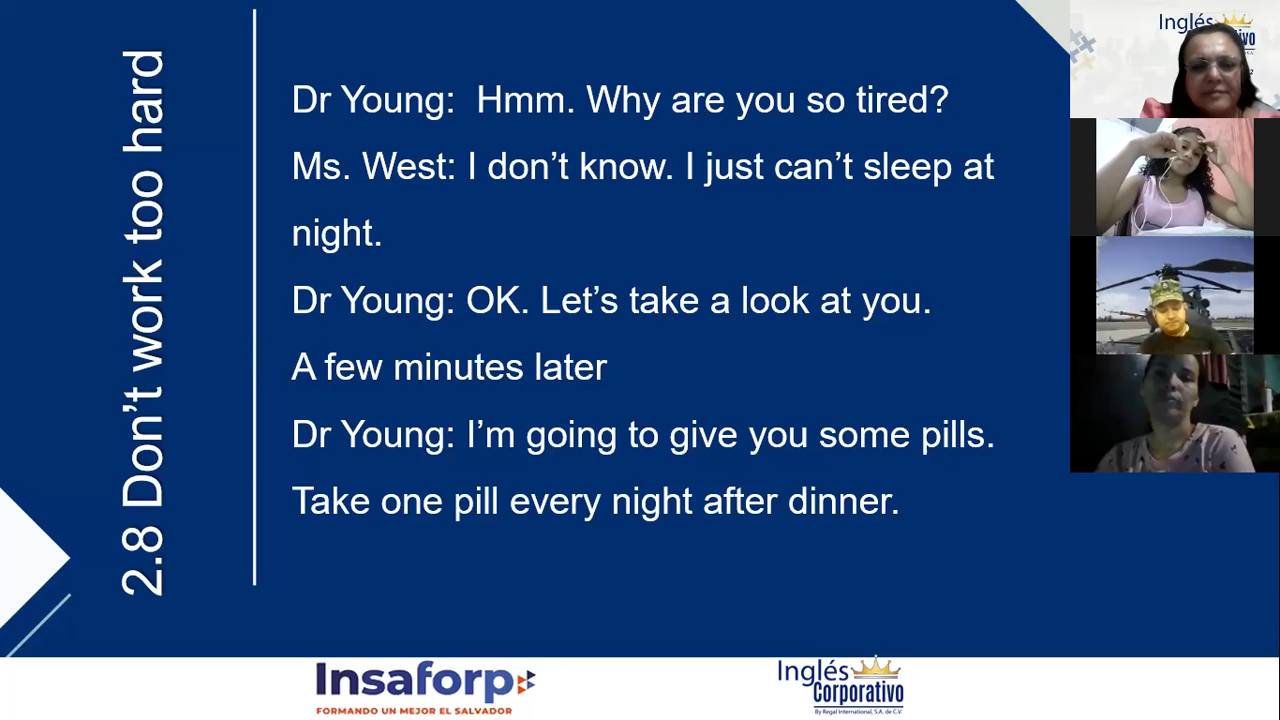 2.8 Don't work too hard
Dr Young:  Hmm. Why are you so tired?
Ms. West: I don’t know. I just can’t sleep at
night.
Dr Young: OK. Let’s take a look at you.
A few minutes later
Dr Young: I’m going to give you some pills.
Take one pill every night after dinner.
Inglés
Insaforp
FORMANDO UN MEJOR EL SALVADOR
Inglés
Corporativo
By Regal International, S.A. de C.V.